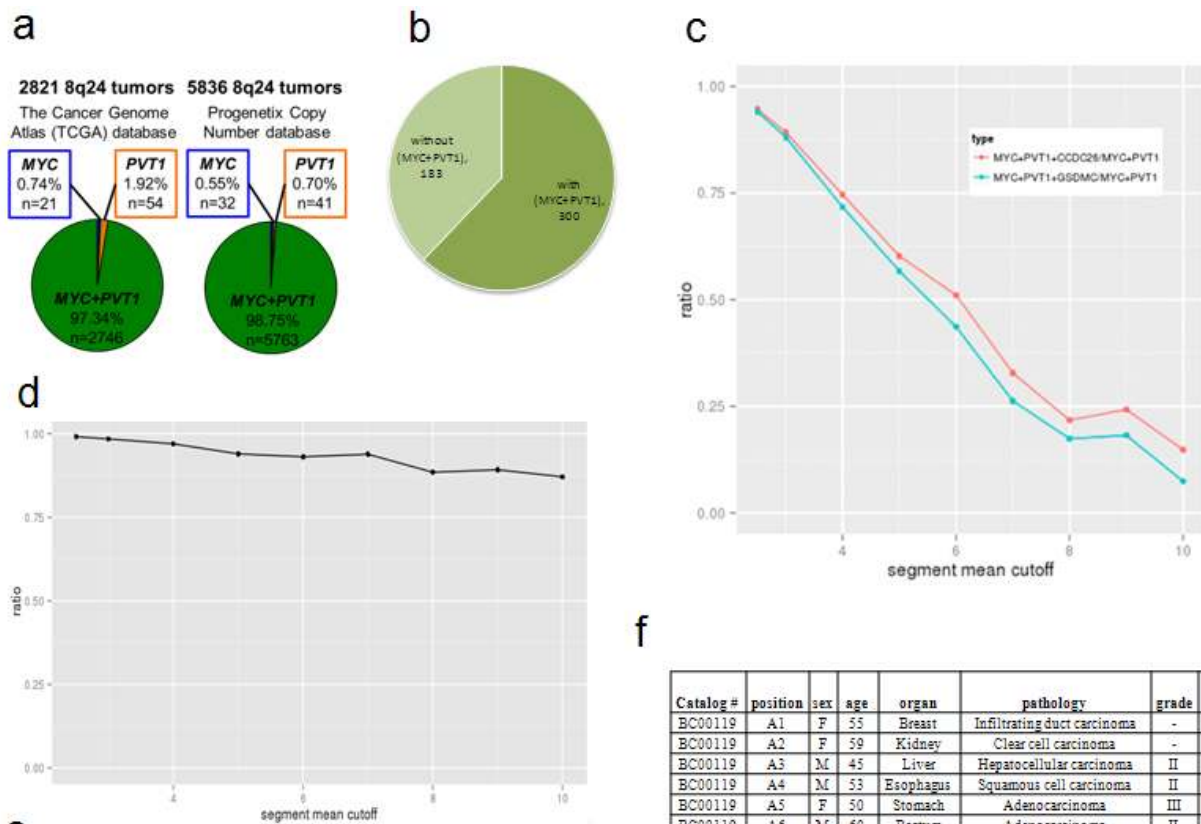 a
2821 8q24 tumors
The Cancer Genome
Atlas (TCGA) database
MYC
0.74%
n=21
PVT1
1.92%
n=54
MYC+PVT1
97.34%
n=2746
5836 8q24 tumors
Progenetix Copy
Number database
MYC
0.55%
n=32
PVT1
0.70%
n=41
MYC+PVT1
98.75%
n=5763
b
without
(MYC+PVT1),
183
with
(MYC+PVT1),
300
c
1.00
0.75
0.50
0.25
0.00
ratio
type
MYC+PVT1+CCDC26/MYC+PVT1
MYC+PVT1+GSDMC/MYC+PVT1
4 6 8 10
segment mean cutoff
d
1.00
0.75
0.50
0.25
0.00
ratio
4 6 8 10
segment mean cutoff
f
Catalog # position sex age organ pathology grade
BC00119 A1 F 55 Breast Infiltrating duct carcinoma -
BC00119 A2 F 59 Kidney Clear cell carcinoma -
BC00119 A3 M 45 Liver Hepatocellular carcinoma II
BC00119 A4 M 53 Esophagus Squamous cell carcinoma II
BC00119 A5 F 50 Stomach Adenocarcinoma III